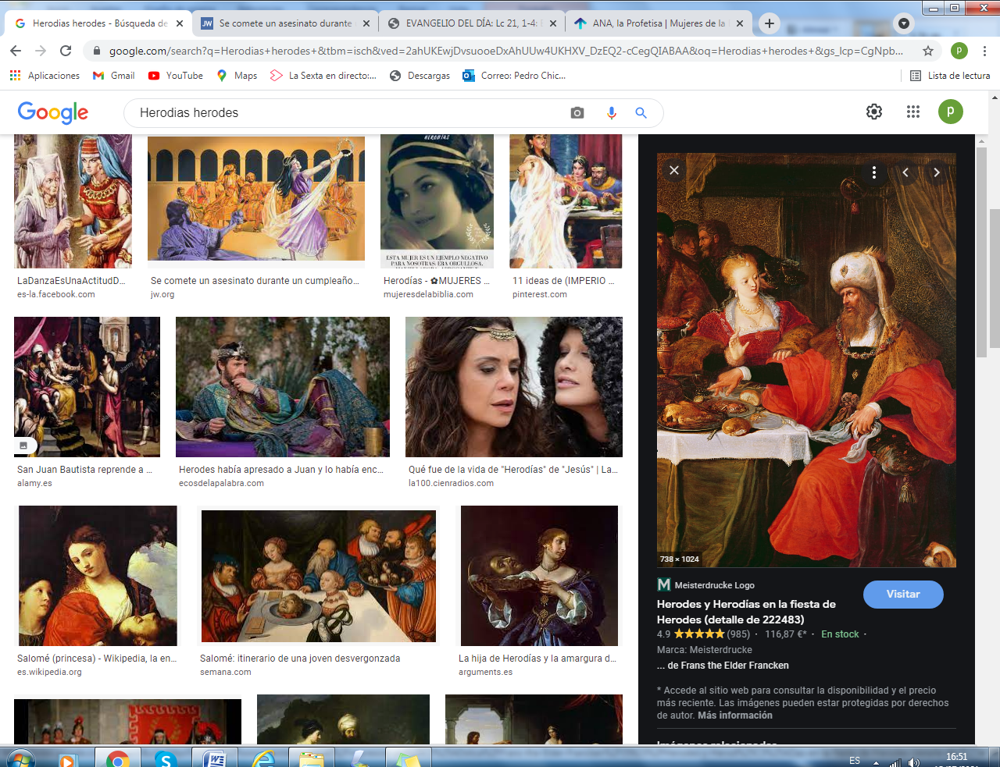 Herodias herodes - Búsqueda de
Se comete un asesinato durante
EVANGELIO DEL DÍA: Lc 21, 1-4:
ANA, la Profetisa | Mujeres de la
google.com/search?q=Herodias+herodes+&tbm=isch&ved=2ahUKEwjDvsuooeDxAhUUw4UKHXV_DzEQ2-cCegQIABAA&oq=Herodias+herodes+&gs_lcp=CgNpb...
p
Aplicaciones
Gmail
YouTube
Maps
La Sexta en directo:...
Descargas
Correo: Pedro Chic...
Lista de lectura
Google
Herodias herodes
p
HERODÍAS
ESTA MUJER ES UN EJEMPLO NEGATIVO
PARA NOSOTRAS: ERA ORGULLOSA,
LaDanzaEsUnaActitudD...
es-la.facebook.com
Se comete un asesinato durante un cumpleaño...
jw.org
Herodías - ✿MUJERES ...
mujeresdelabiblia.com
11 ideas de (IMPERIO ...
pinterest.com
alamy
San Juan Bautista reprende a ...
alamy.es
Herodes había apresado a Juan y lo había enc...
ecosdelapalabra.com
Qué fue de la vida de "Herodías" de "Jesús" | La...
la100.cienradios.com
Salomé (princesa) - Wikipedia, la en...
es.wikipedia.org
Salomé: itinerario de una joven desvergonzada
semana.com
La hija de Herodías y la amargura d...
arguments.es
738 × 1024
M Meisterdrucke Logo
Visitar
Herodes y Herodías en la fiesta de
Herodes (detalle de 222483)
4.9 ★★★★★ (985) · 116,87 €* · En stock ·
Marca: Meisterdrucke
... de Frans the Elder Francken
* Accede al sitio web para consultar la disponibilidad y el precio
más reciente. Las imágenes pueden estar protegidas por derechos
de autor. Más información
Imágenes relacionadas
ES
16:51